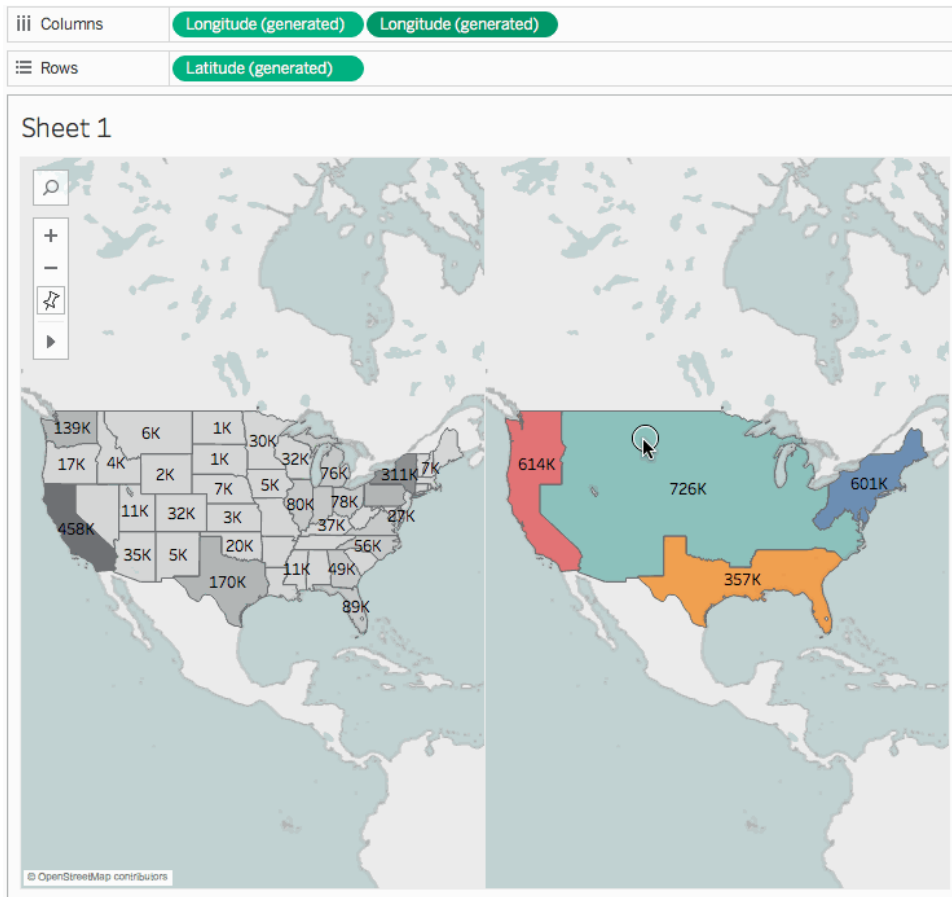 Columns Longitude (generated) Longitude (generated)
Rows Latitude (generated)
Sheet 1
139K 6K 1K 30K
17K 4K 2K 1K 32K 76K 311K 7K
11K 32K 7K 5K 80K 78K 27K
458K 3K 37K
35K 5K 20K 56K
170K 11K 49K
89K
614K 726K 601K
357K
© OpenStreetMap contributors